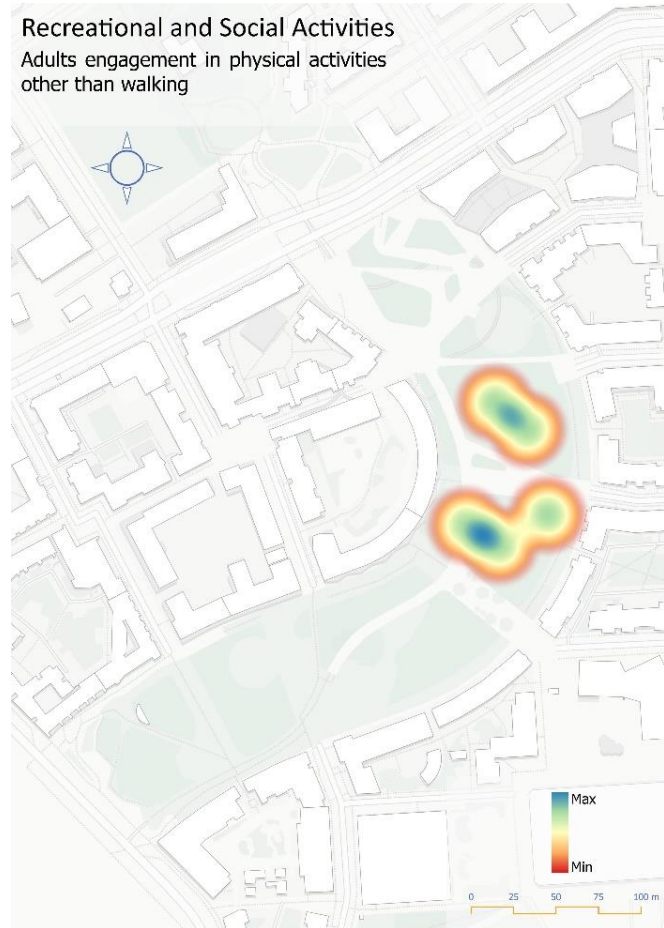 Recreational and Social Activities
Adults engagement in physical activities
other than walking
Max
Min
0 25 50 75 100 m